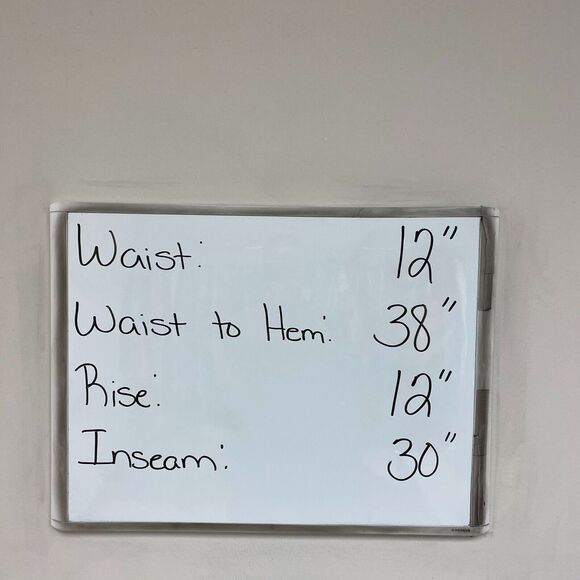 Waist: 12"
Waist to Hem: 38"
Rise: 12"
Inseam: 30"